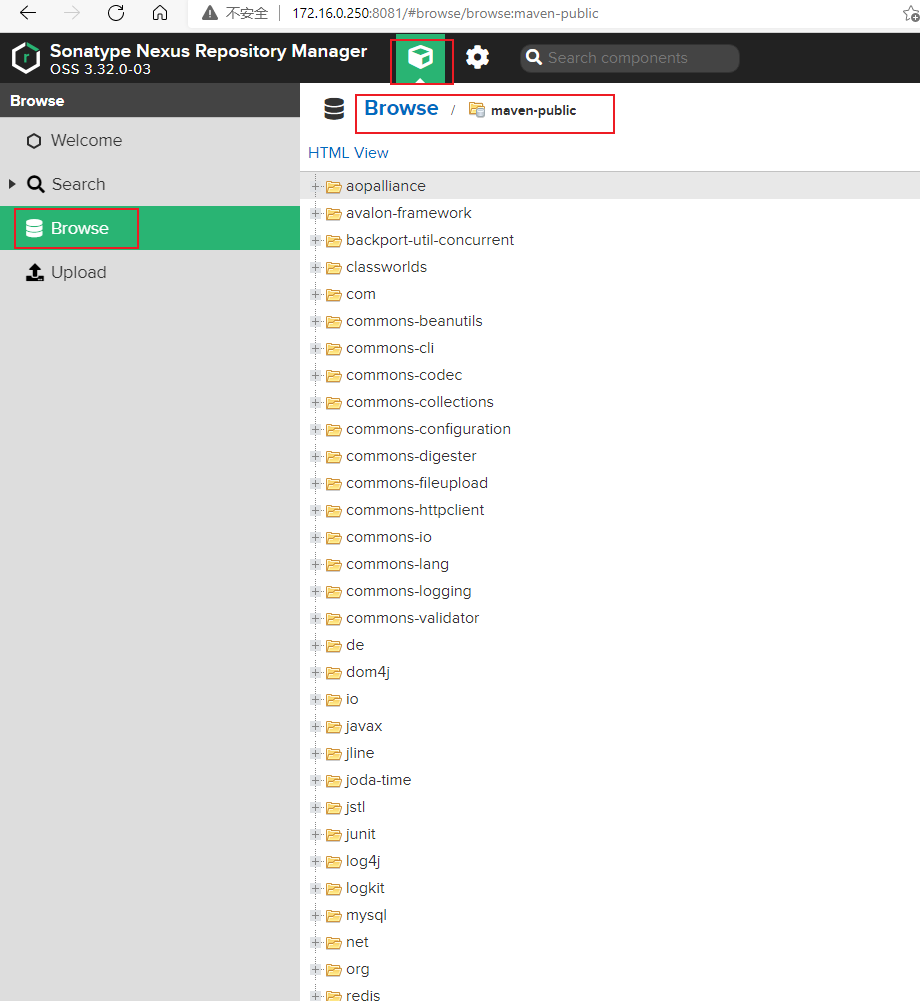 不安全 172.16.0.250:8081/#browse/browse:maven-public
Sonatype Nexus Repository Manager
OSS 3.32.0-03
Search components
Browse
Welcome
Search
Browse
Upload
Browse / maven-public
HTML View
aopalliance
avalon-framework
backport-util-concurrent
classworlds
com
commons-beanutils
commons-cli
commons-codec
commons-collections
commons-configuration
commons-digester
commons-fileupload
commons-httpclient
commons-io
commons-lang
commons-logging
commons-validator
de
dom4j
io
javax
jline
joda-time
jstl
junit
log4j
logkit
mysql
net
org
redis